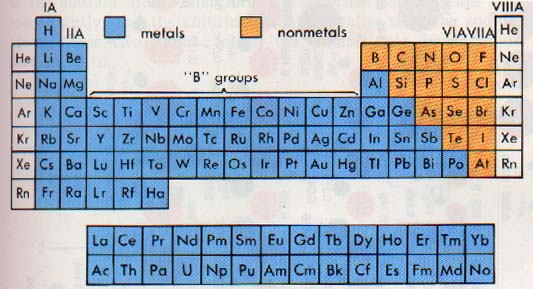 IA VIIIA
H IIA metals nonmetals VIA VIIA He
He Li Be B C N O F Ne
"B" groups
Ne Na Mg Al Si P S Cl Ar
Ar K Ca Sc Ti V Cr Mn Fe Co Ni Cu Zn Ga Ge As Se Br Kr
Kr Rb Sr Y Zr Nb Mo Tc Ru Rh Pd Ag Cd In Sn Sb Te I Xe
Xe Cs Ba Lu Hf Ta W Re Os Ir Pt Au Hg Tl Pb Bi Po At Rn
Rn Fr Ra Lr Rf Ha
La Ce Pr Nd Pm Sm Eu Gd Tb Dy Ho Er Tm Yb
Ac Th Pa U Np Pu Am Cm Bk Cf Es Fm Md No